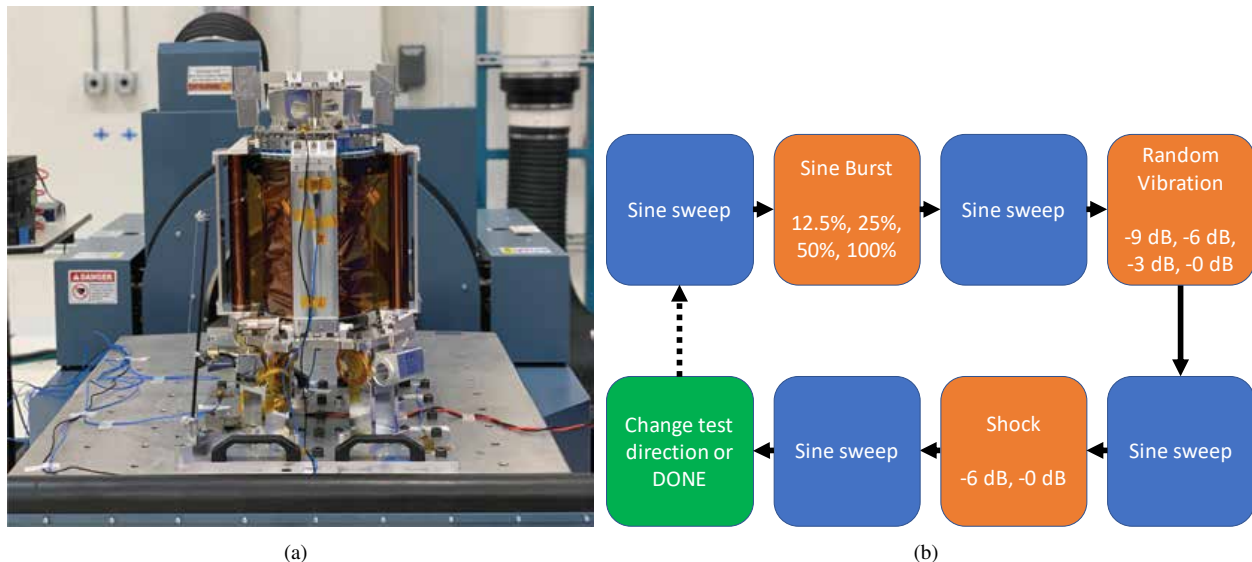 DANGER
Sine sweep
Sine Burst
12.5%, 25%,
50%, 100%
Sine sweep
Random
Vibration
-9 dB, -6 dB,
-3 dB, -0 dB
Change test
direction or
DONE
Sine sweep
Shock
-6 dB, -0 dB
Sine sweep
(a)
(b)